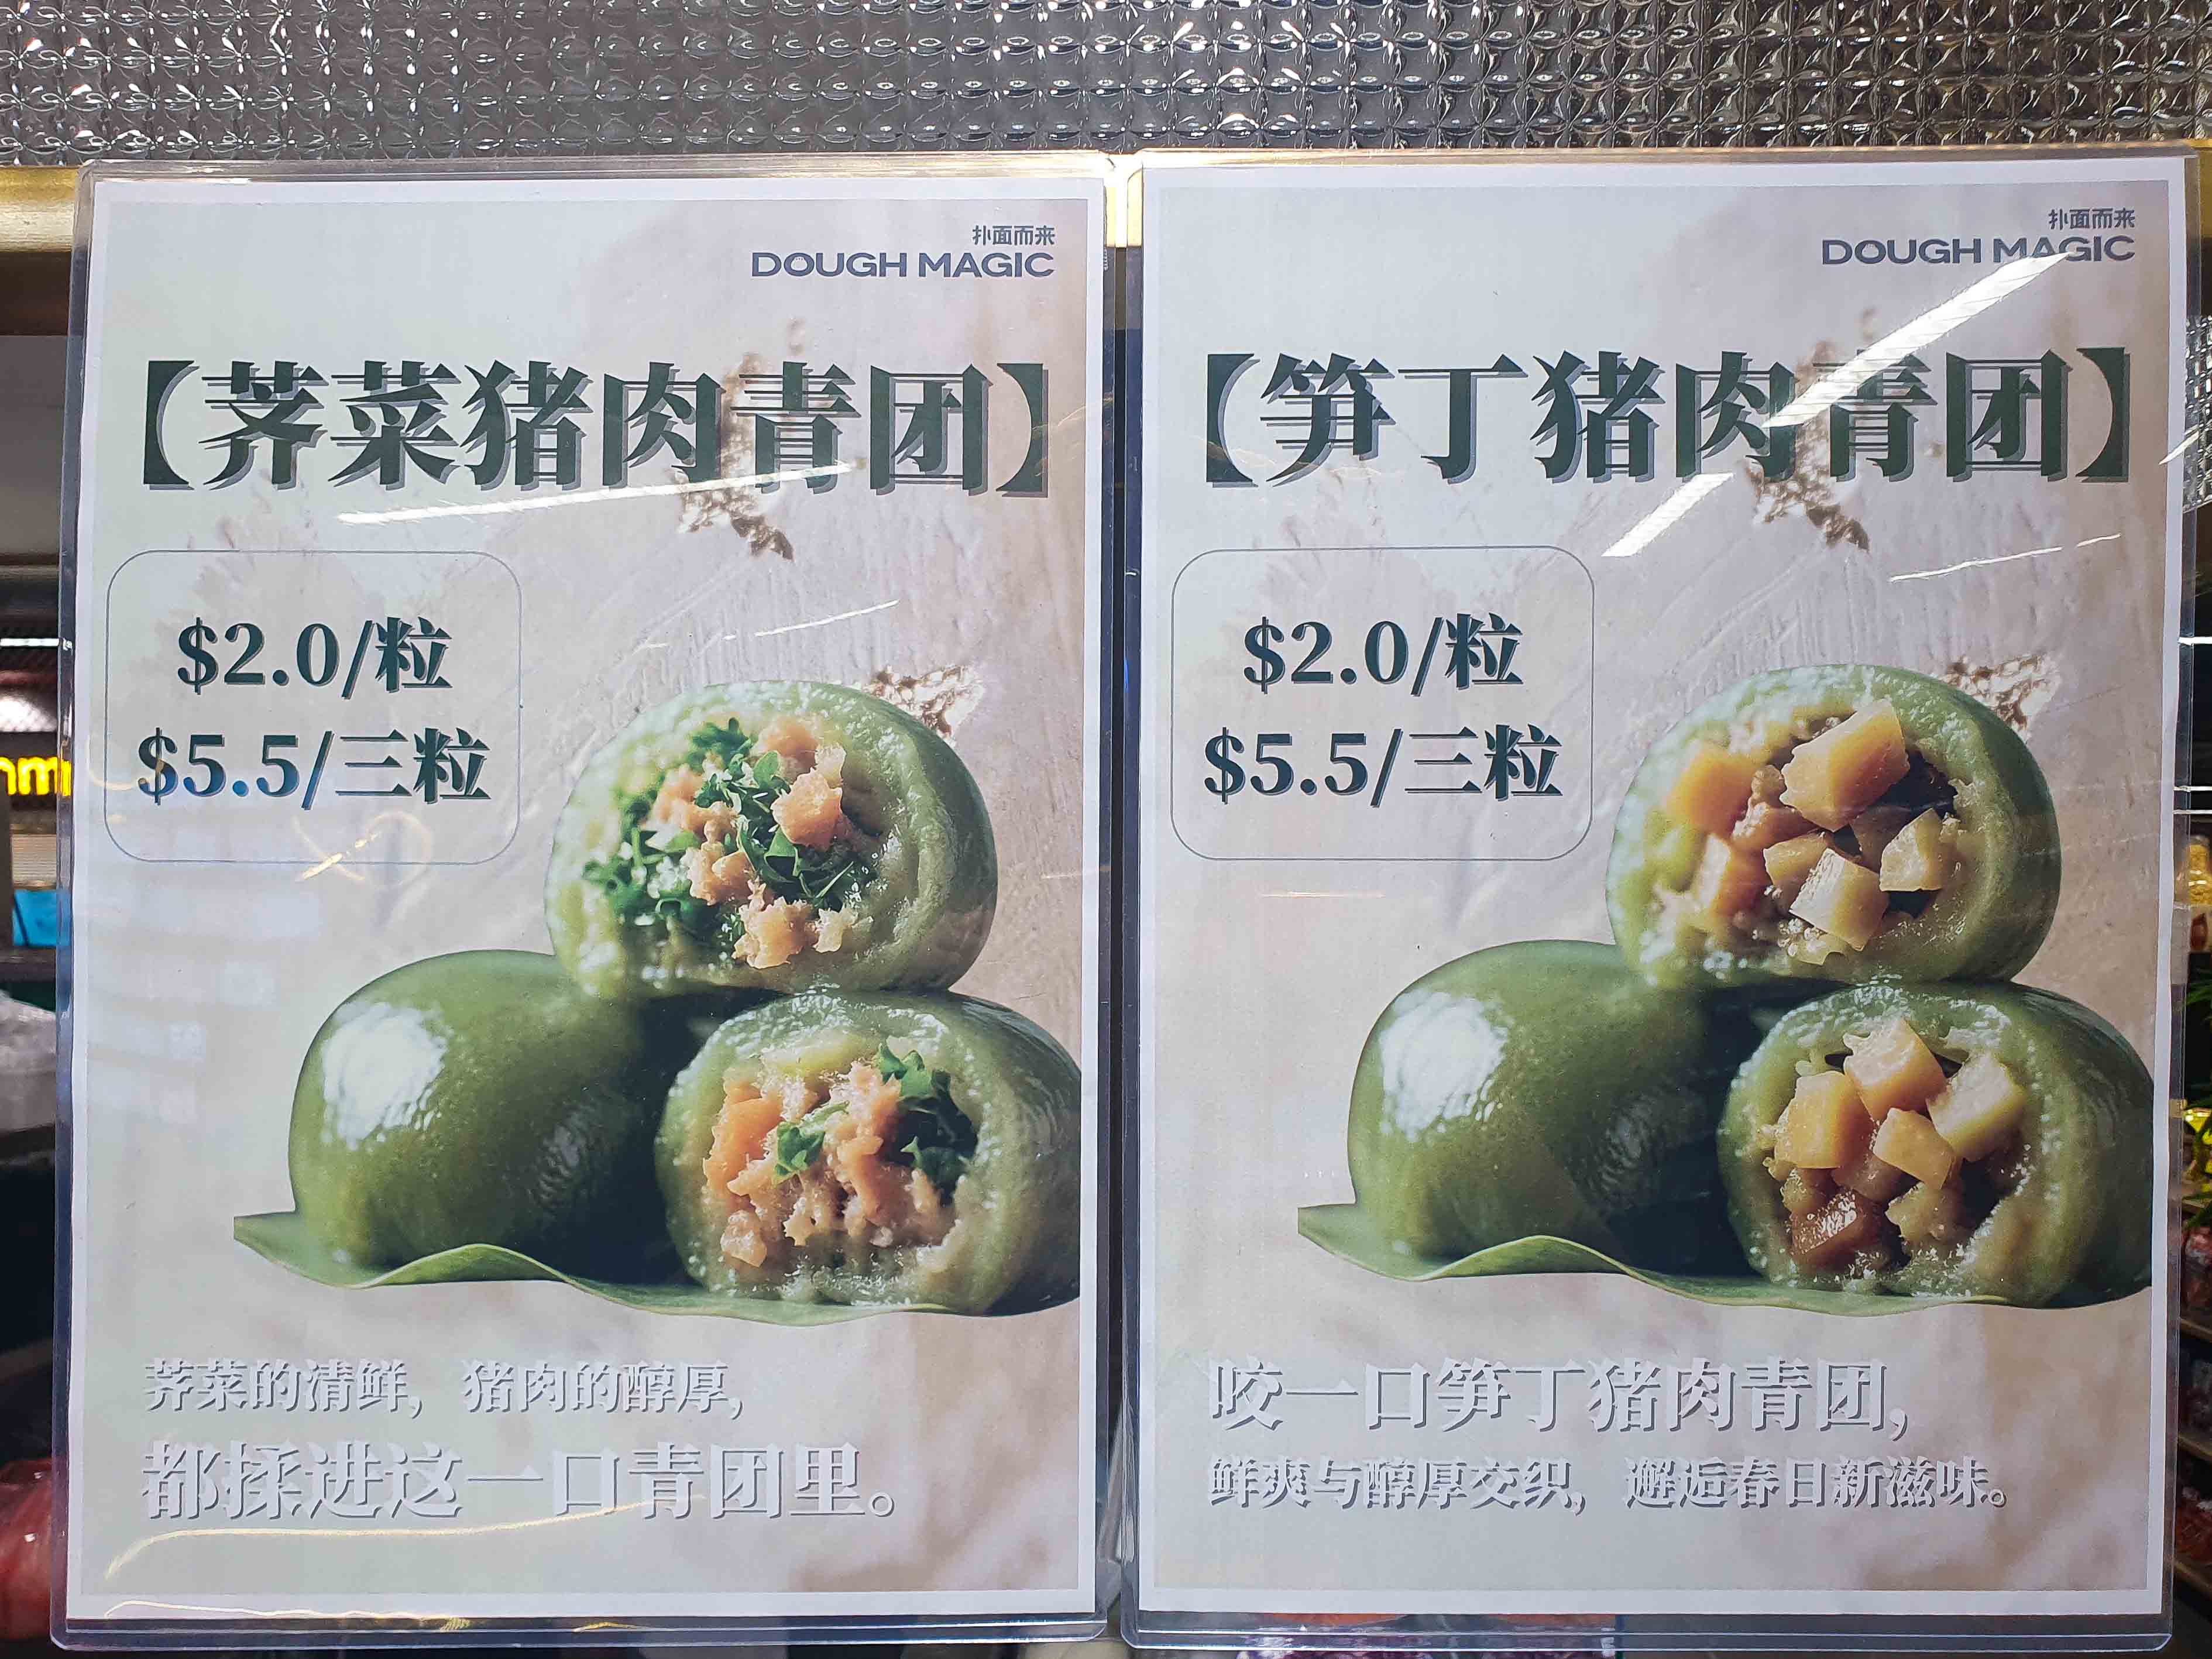 扑面而来
DOUGH MAGIC
【荠菜猪肉青团】
$2.0/粒
$5.5/三粒
荠菜的清鲜，猪肉的醇厚，
都揉进这一口青团里。
扑面而来
DOUGH MAGIC
【笋丁猪肉青团】
$2.0/粒
$5.5/三粒
咬一口笋丁猪肉青团，
鲜爽与醇厚交织，邂逅春日新滋味。